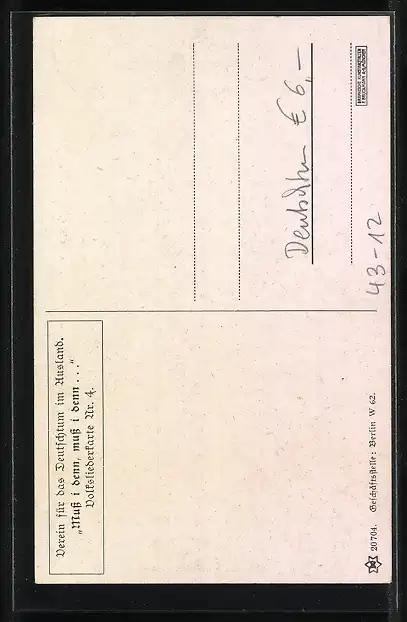 Verein für das Deutschtum im Ausland.
„Muß i denn, muß i denn . . .“
Volksliederkarte Nr. 4.
20704. Geschäftsstelle: Berlin W 62.
€ 6,–
43-12